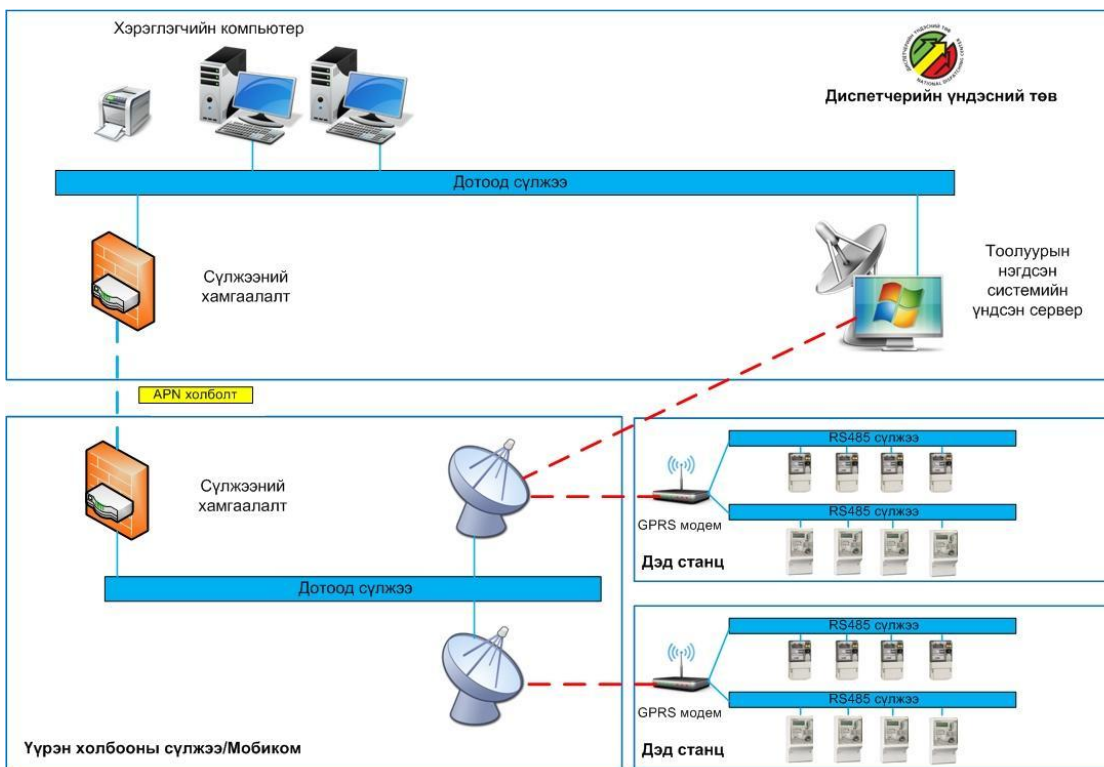 Хэрэглэгчийн компьютер
Диспетчерийн үндэсний төв
Дотоод сүлжээ
Сүлжээний
хамгаалалт
Тоолуурын
нэгдсэн
системийн
үндсэн сервер
APN холболт
Сүлжээний
хамгаалалт
Дотоод сүлжээ
Үүрэн холбооны сүлжээ/Мобиком
RS485 сүлжээ
GPRS модем
RS485 сүлжээ
Дэд станц
RS485 сүлжээ
GPRS модем
RS485 сүлжээ
Дэд станц